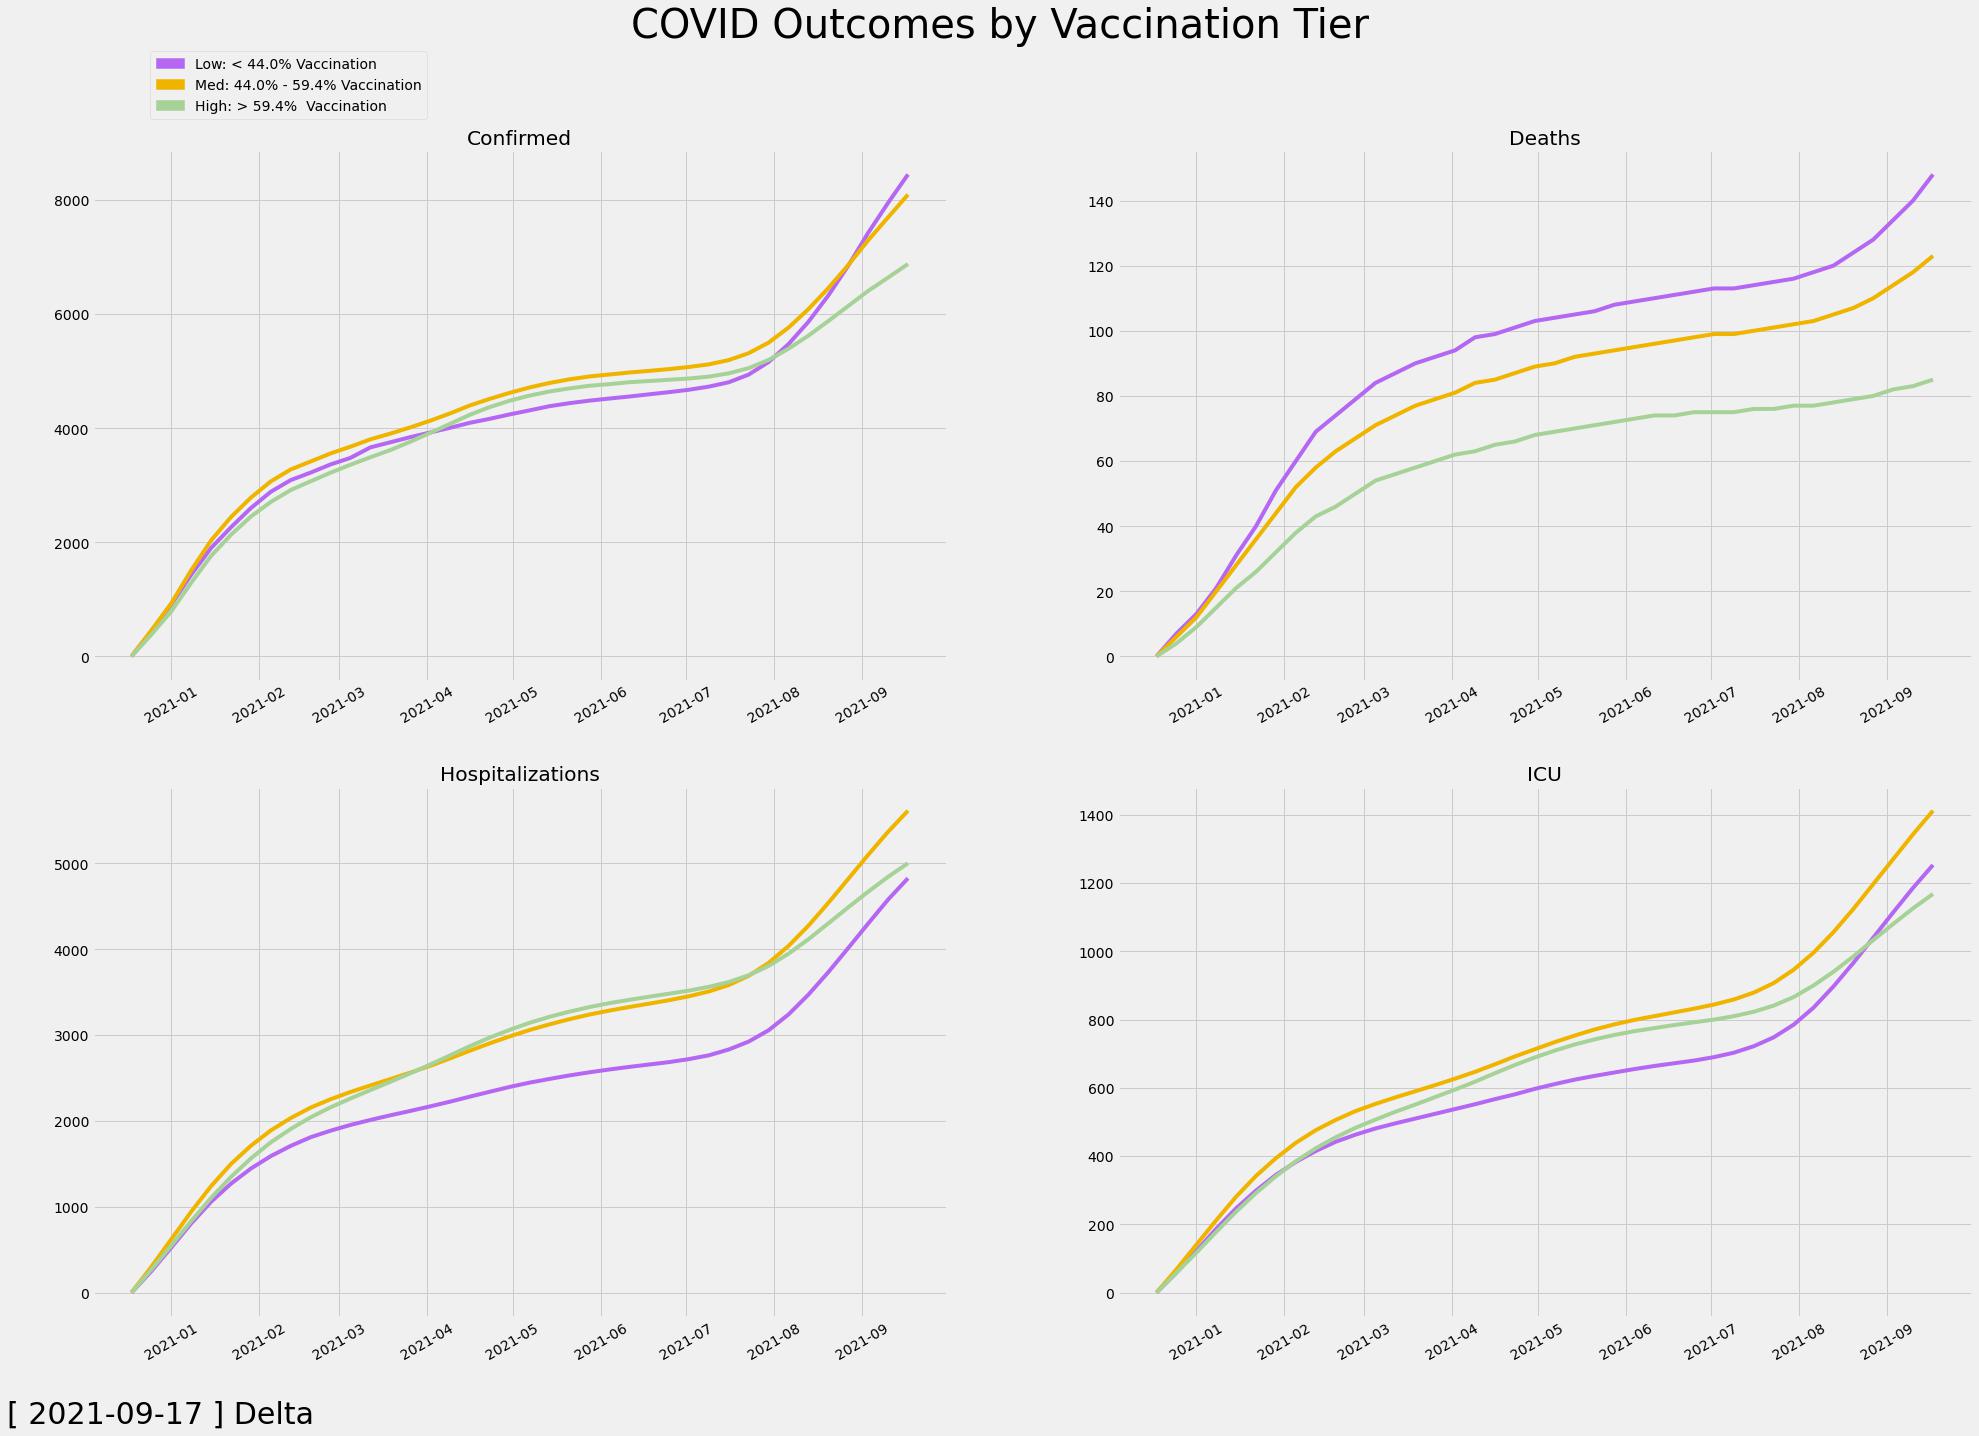 COVID Outcomes by Vaccination Tier
Low: < 44.0% Vaccination
Med: 44.0% - 59.4% Vaccination
High: > 59.4%  Vaccination
Confirmed
8000
6000
4000
2000
0
2021-01 2021-02 2021-03 2021-04 2021-05 2021-06 2021-07 2021-08 2021-09
Deaths
140
120
100
80
60
40
20
0
2021-01 2021-02 2021-03 2021-04 2021-05 2021-06 2021-07 2021-08 2021-09
Hospitalizations
5000
4000
3000
2000
1000
0
2021-01 2021-02 2021-03 2021-04 2021-05 2021-06 2021-07 2021-08 2021-09
ICU
1400
1200
1000
800
600
400
200
0
2021-01 2021-02 2021-03 2021-04 2021-05 2021-06 2021-07 2021-08 2021-09
[ 2021-09-17 ] Delta